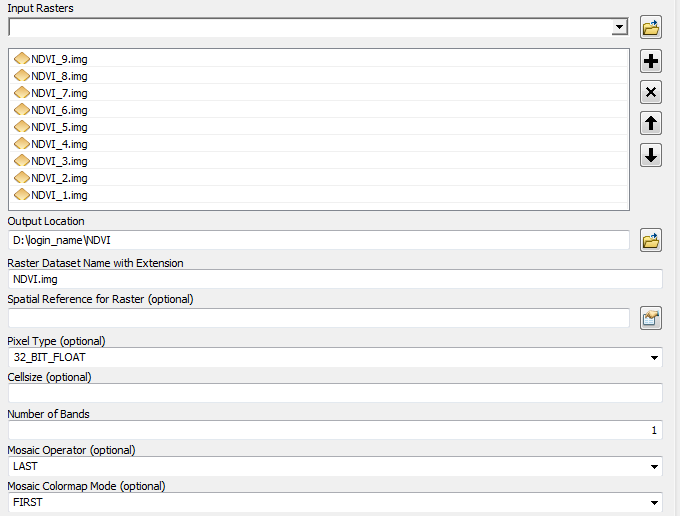 Input Rasters
NDVI_9.img
NDVI_8.img
NDVI_7.img
NDVI_6.img
NDVI_5.img
NDVI_4.img
NDVI_3.img
NDVI_2.img
NDVI_1.img
Output Location
D:\login_name\NDVI
Raster Dataset Name with Extension
NDVI.img
Spatial Reference for Raster (optional)
Pixel Type (optional)
32_BIT_FLOAT
Cellsize (optional)
Number of Bands
1
Mosaic Operator (optional)
LAST
Mosaic Colormap Mode (optional)
FIRST